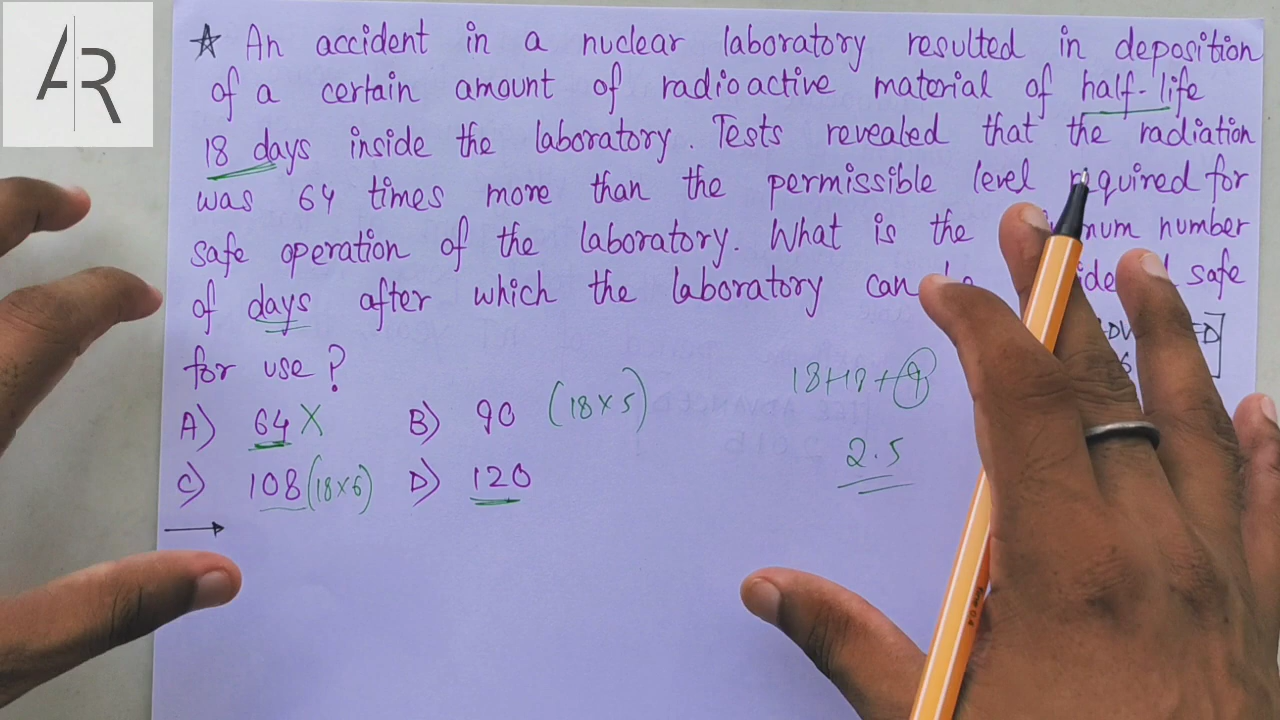 AR
☆ An accident in a nuclear laboratory resulted in deposition
of a certain amount of radioactive material of half-life
18 days inside the laboratory. Tests revealed that the radiation
was 64 times more than the permissible level required for
safe operation of the laboratory. What is the num number
of days after which the laboratory can safe
for use?
18+18+9
A) 64 X B) 90 (18×5)
2.5
C) 108 (18×6) D) 120
→